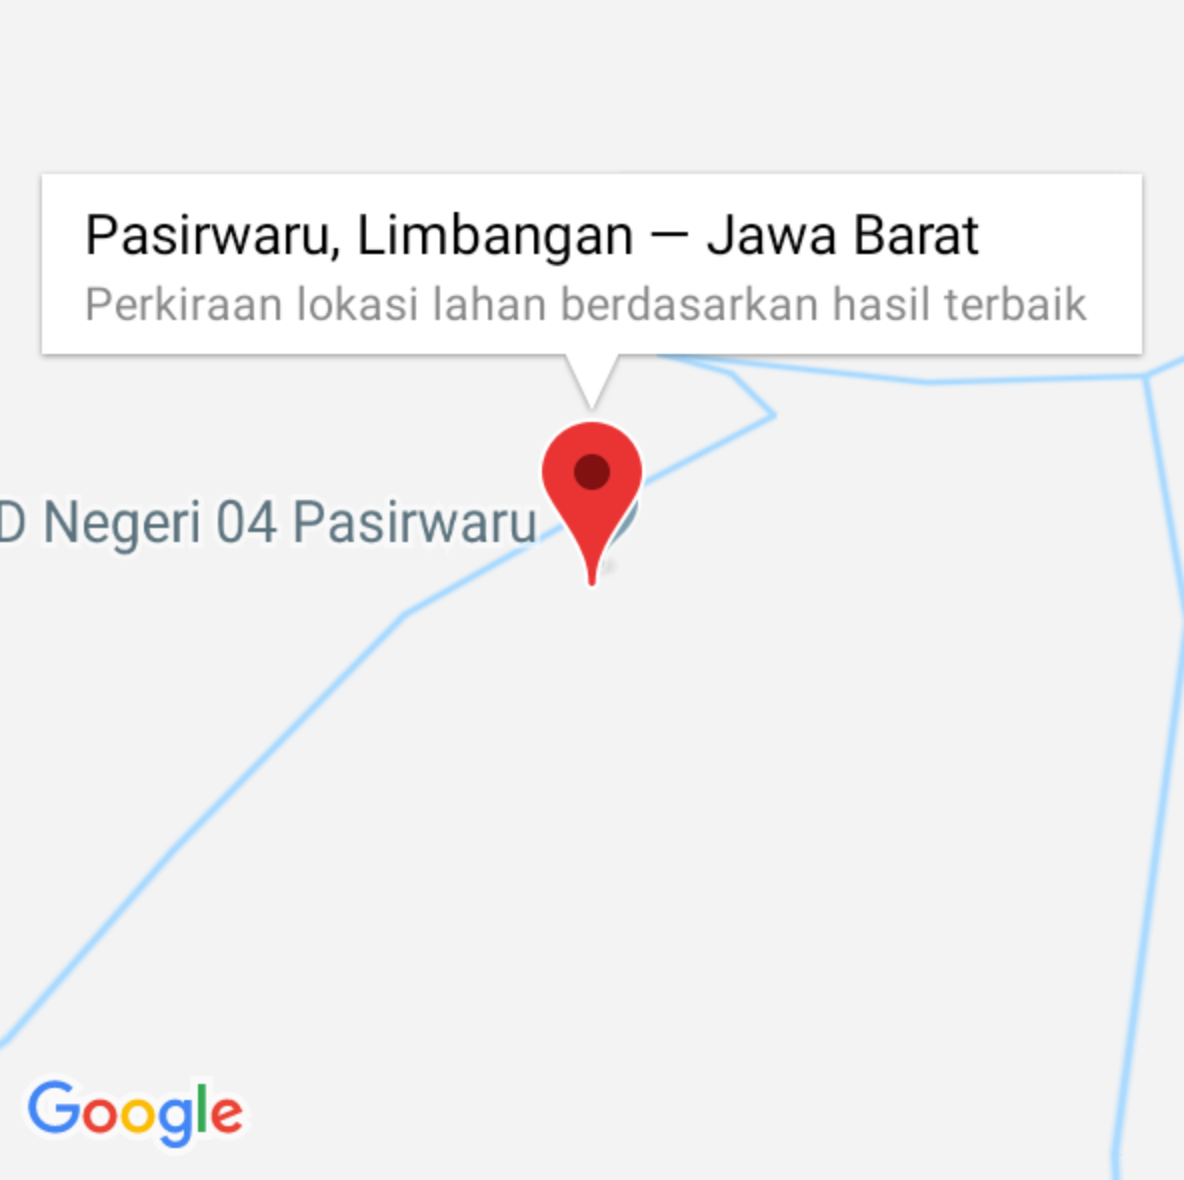 Pasirwaru, Limbangan — Jawa Barat
Perkiraan lokasi lahan berdasarkan hasil terbaik
D Negeri 04 Pasirwaru
Google